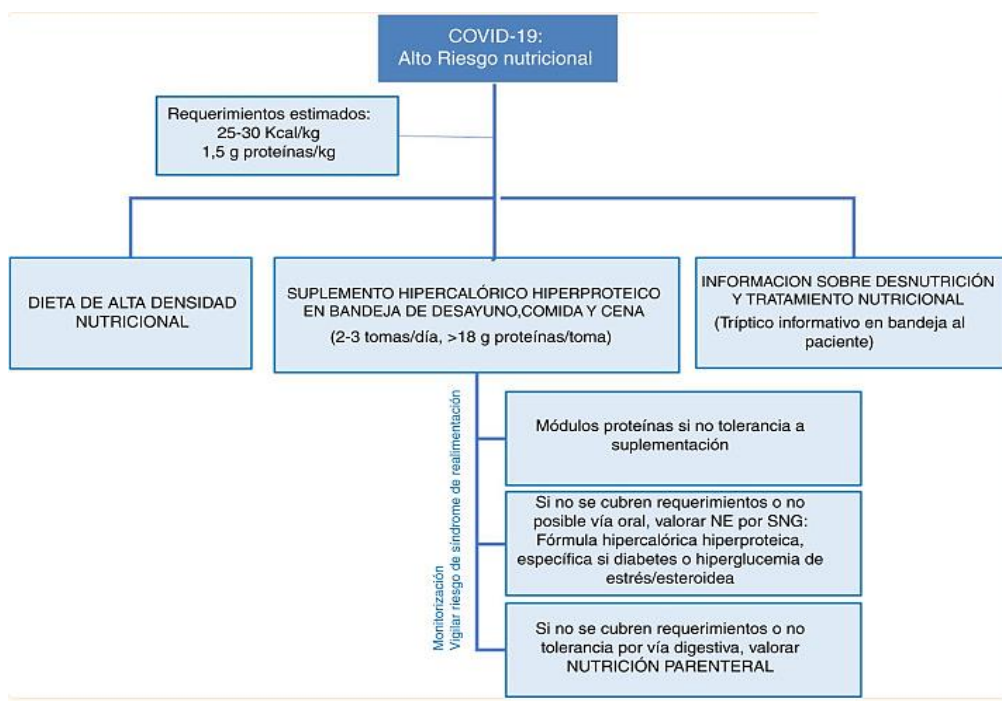 COVID-19:
Alto Riesgo nutricional
Requerimientos estimados:
25-30 Kcal/kg
1,5 g proteínas/kg
DIETA DE ALTA DENSIDAD
NUTRICIONAL
SUPLEMENTO HIPERCALÓRICO HIPERPROTEICO
EN BANDEJA DE DESAYUNO,COMIDA Y CENA
(2-3 tomas/día, >18 g proteínas/toma)
INFORMACION SOBRE DESNUTRICIÓN
Y TRATAMIENTO NUTRICIONAL
(Tríptico informativo en bandeja al
paciente)
Monitorización
Vigilar riesgo de síndrome de realimentación
Módulos proteínas si no tolerancia a
suplementación
Si no se cubren requerimientos o no
posible vía oral, valorar NE por SNG:
Fórmula hipercalórica hiperproteica,
específica si diabetes o hiperglucemia de
estrés/esteroidea
Si no se cubren requerimientos o no
tolerancia por vía digestiva, valorar
NUTRICIÓN PARENTERAL